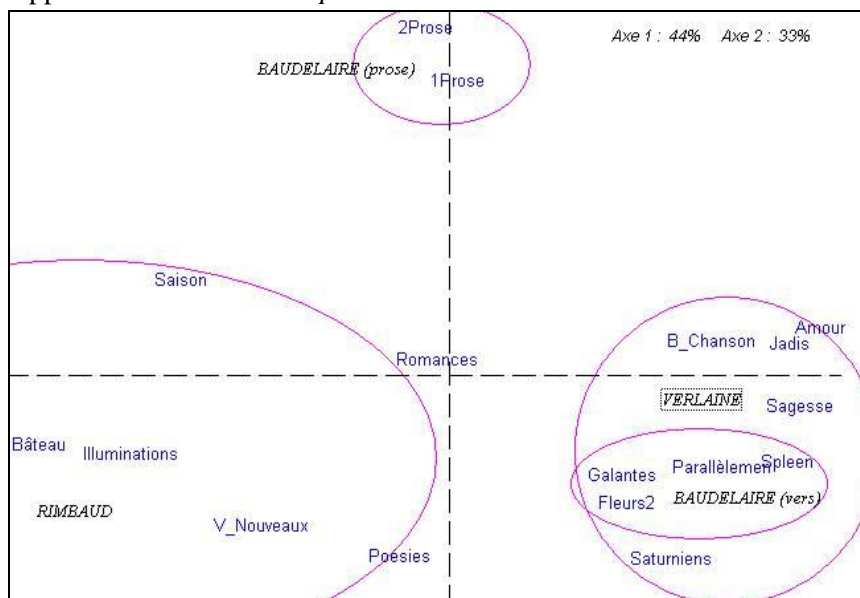 2Prose
Axe 1 : 44% Axe 2 : 33%
BAUDELAIRE (prose)
1Prose
Saison
Amour
B_Chanson
Jadis
Romances
VERLAINE
Sagesse
Bâteau
Illuminations
Galantes
Parallèlemen
Spleen
Fleurs2
BAUDELAIRE (vers)
RIMBAUD
V_Nouveaux
Poésies
Saturniens